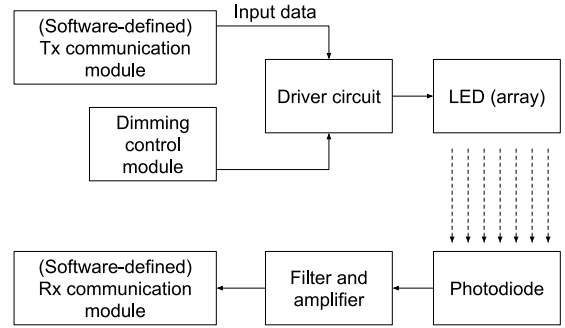 (Software-defined)
Tx communication
module
Input data
Driver circuit
LED (array)
Dimming
control
module
(Software-defined)
Rx communication
module
Filter and
amplifier
Photodiode